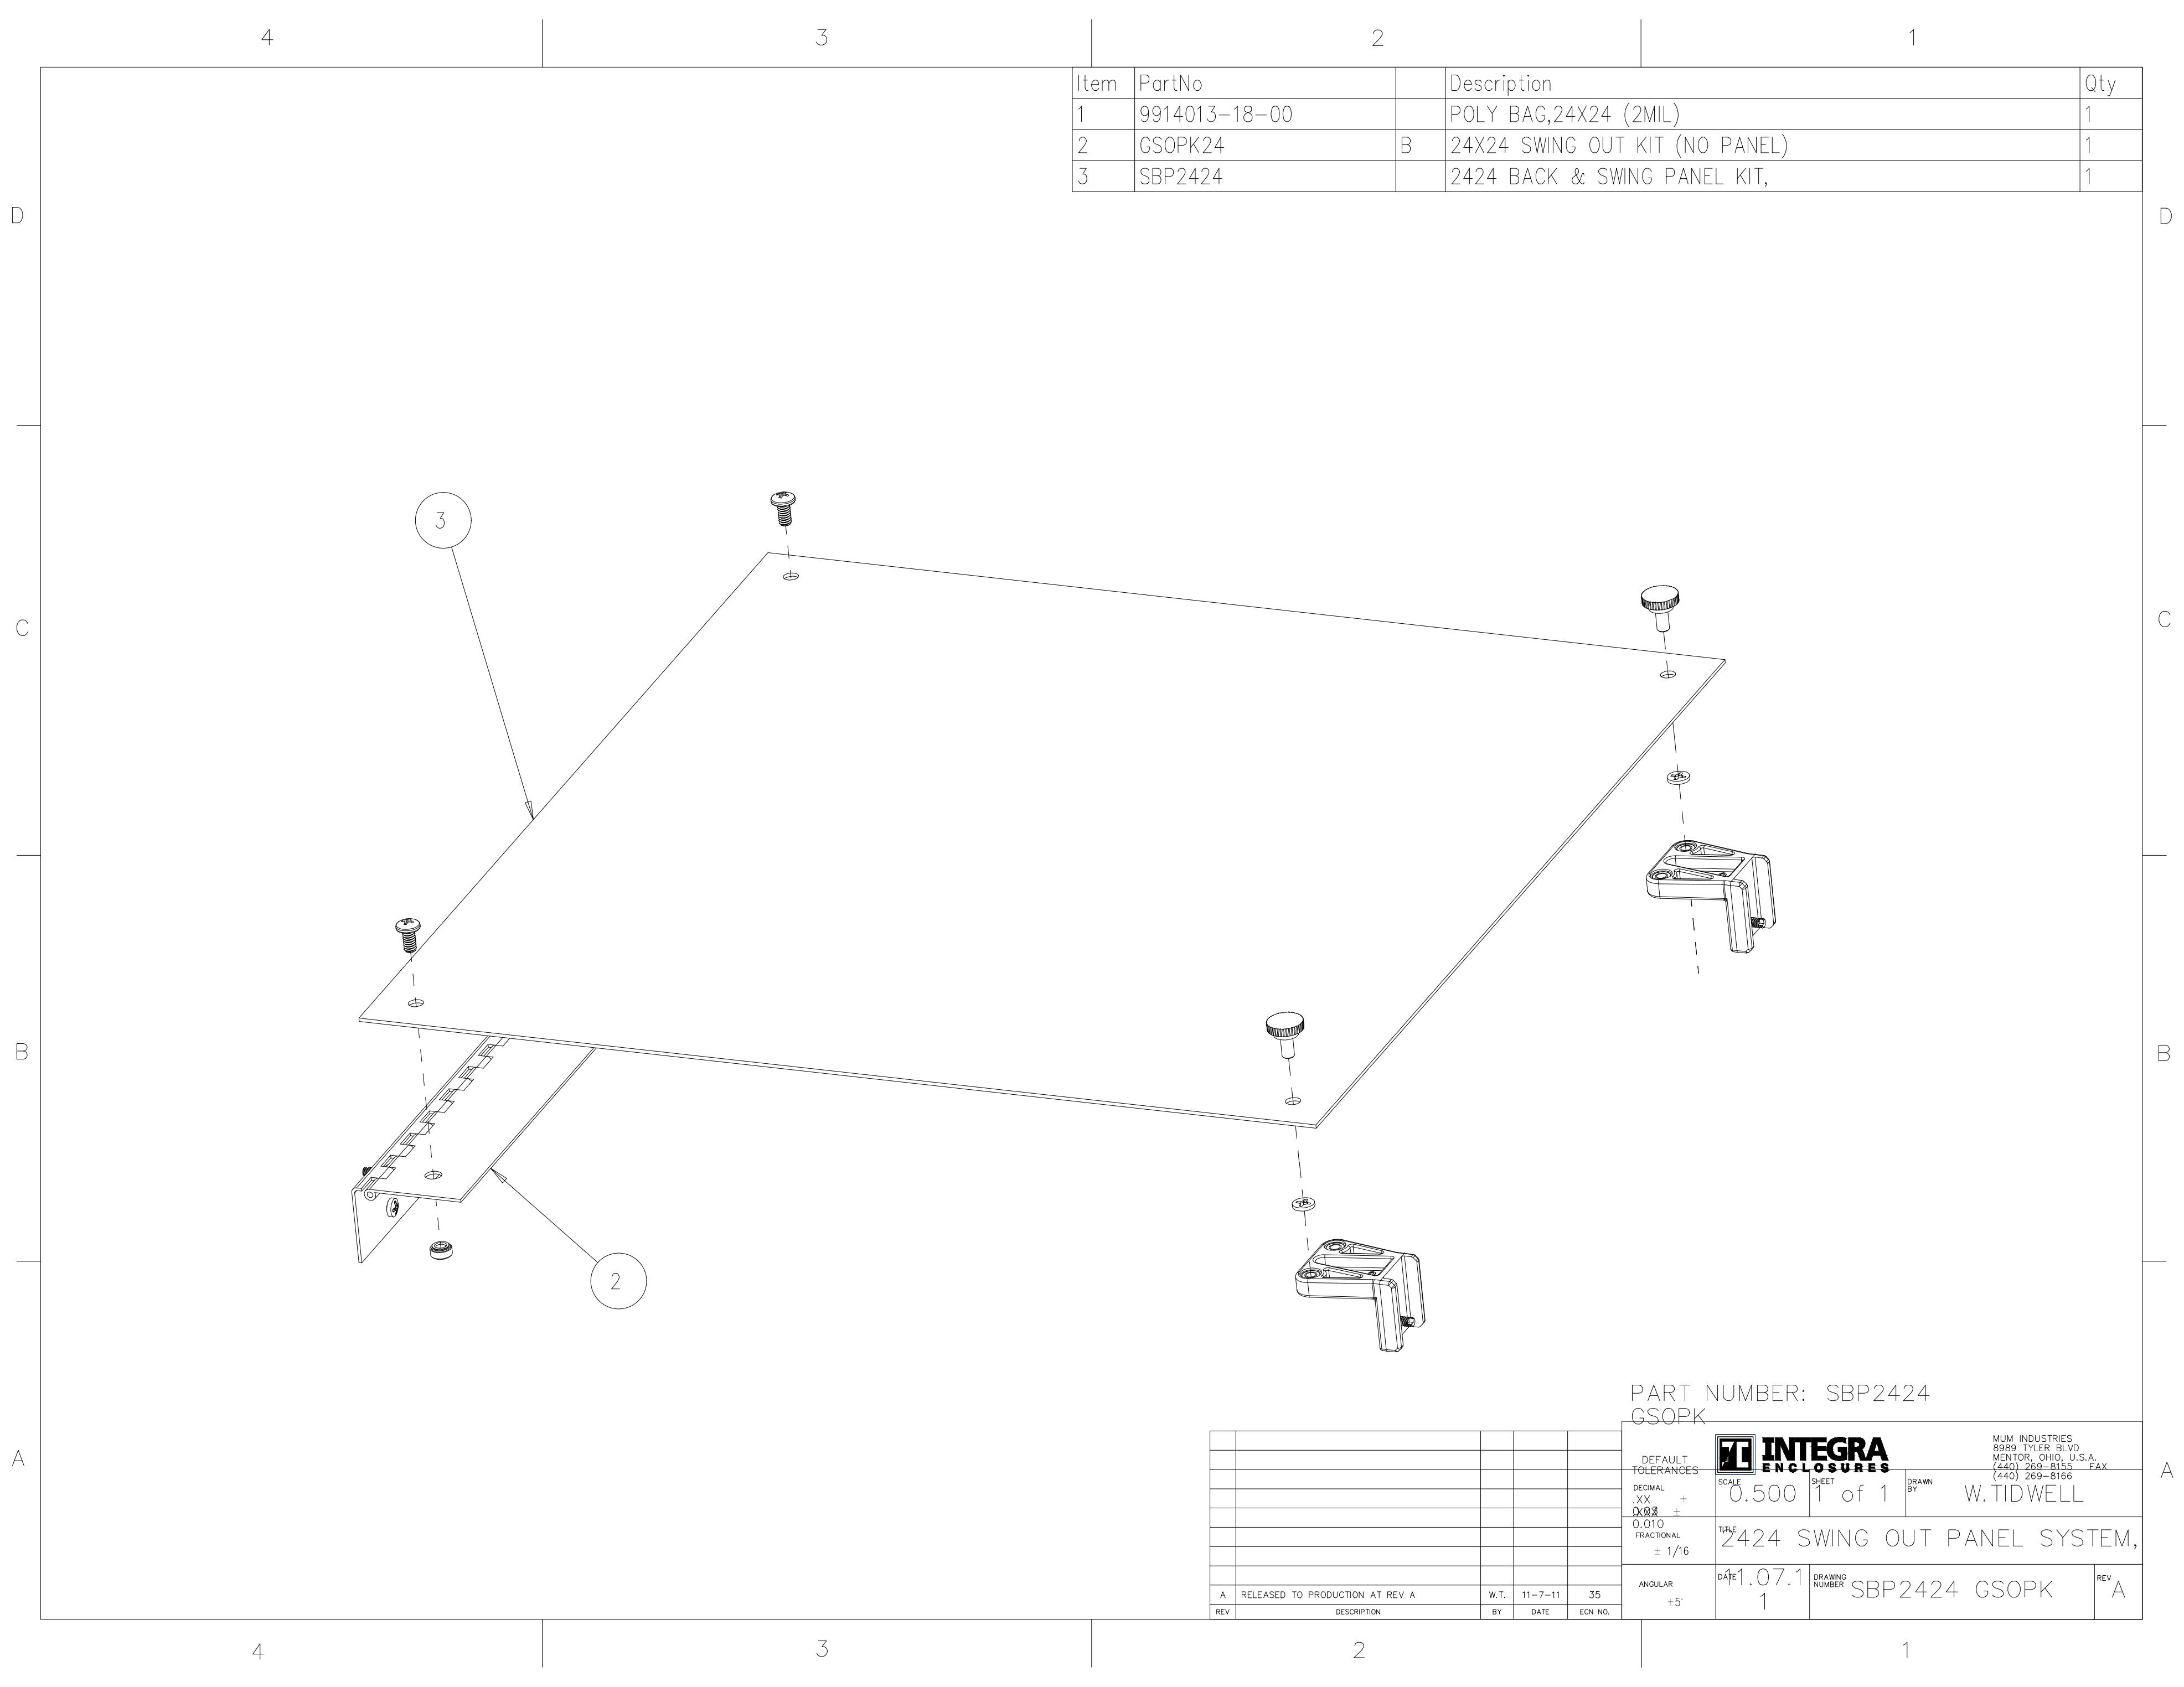 4 3 2 1
Item PartNo Description Qty
1 9914013-18-00 POLY BAG,24X24 (2MIL) 1
2 GSOPK24 B 24X24 SWING OUT KIT (NO PANEL) 1
3 SBP2424 2424 BACK & SWING PANEL KIT, 1
D D
3
C C
B B
2
PART NUMBER: SBP2424
GSOPK
A A
DEFAULT
TOLERANCES
DECIMAL
.XX ±
0.03
.XXX ±
0.010
FRACTIONAL
± 1/16
ANGULAR
±5°
INTEGRA
ENCLOSURES
MUM INDUSTRIES
8989 TYLER BLVD
MENTOR, OHIO, U.S.A.
(440) 269-8155 FAX
(440) 269-8166
SCALE 0.500
SHEET 1 of 1
DRAWN
BY W.TIDWELL
TITLE 2424 SWING OUT PANEL SYSTEM,
DATE 11.07.1
1
DRAWING
NUMBER SBP2424 GSOPK
REV A
A RELEASED TO PRODUCTION AT REV A W.T. 11-7-11 35
REV DESCRIPTION BY DATE ECN NO.
4 3 2 1